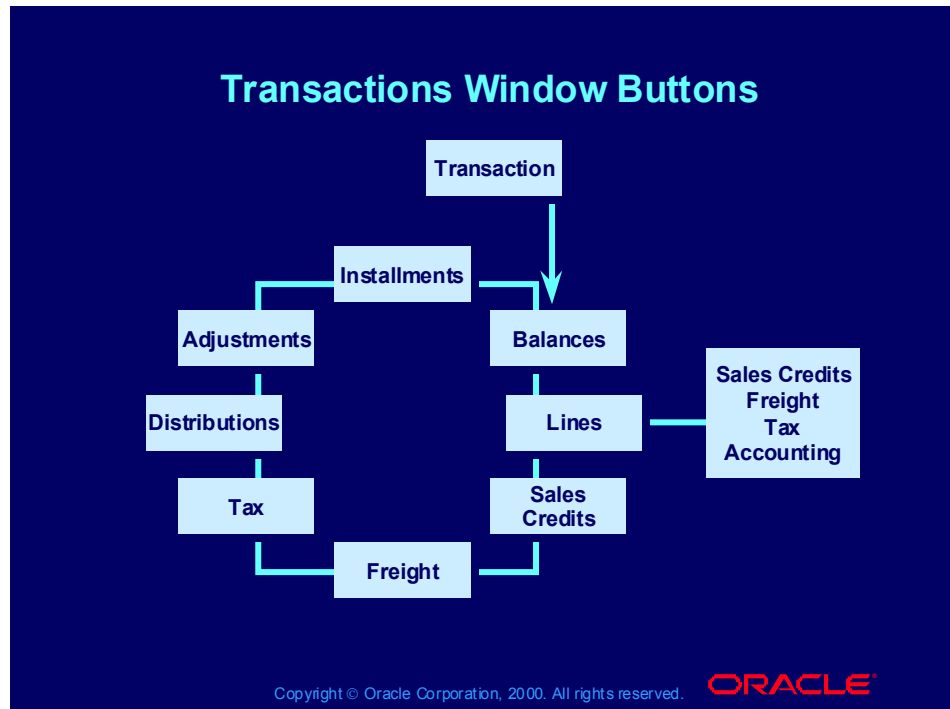 Transactions Window Buttons
Transaction
Installments
Adjustments
Balances
Distributions
Lines
Sales Credits
Freight
Tax
Accounting
Tax
Sales
Credits
Freight
Copyright © Oracle Corporation, 2000. All rights reserved.
ORACLE®